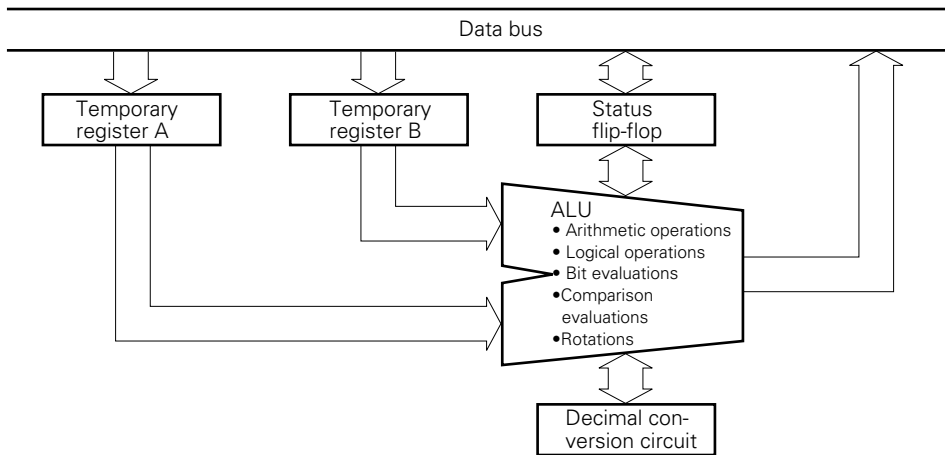 Data bus
Temporary
register A
Temporary
register B
Status
flip-flop
ALU
• Arithmetic operations
• Logical operations
• Bit evaluations
•Comparison
evaluations
•Rotations
Decimal con-
version circuit